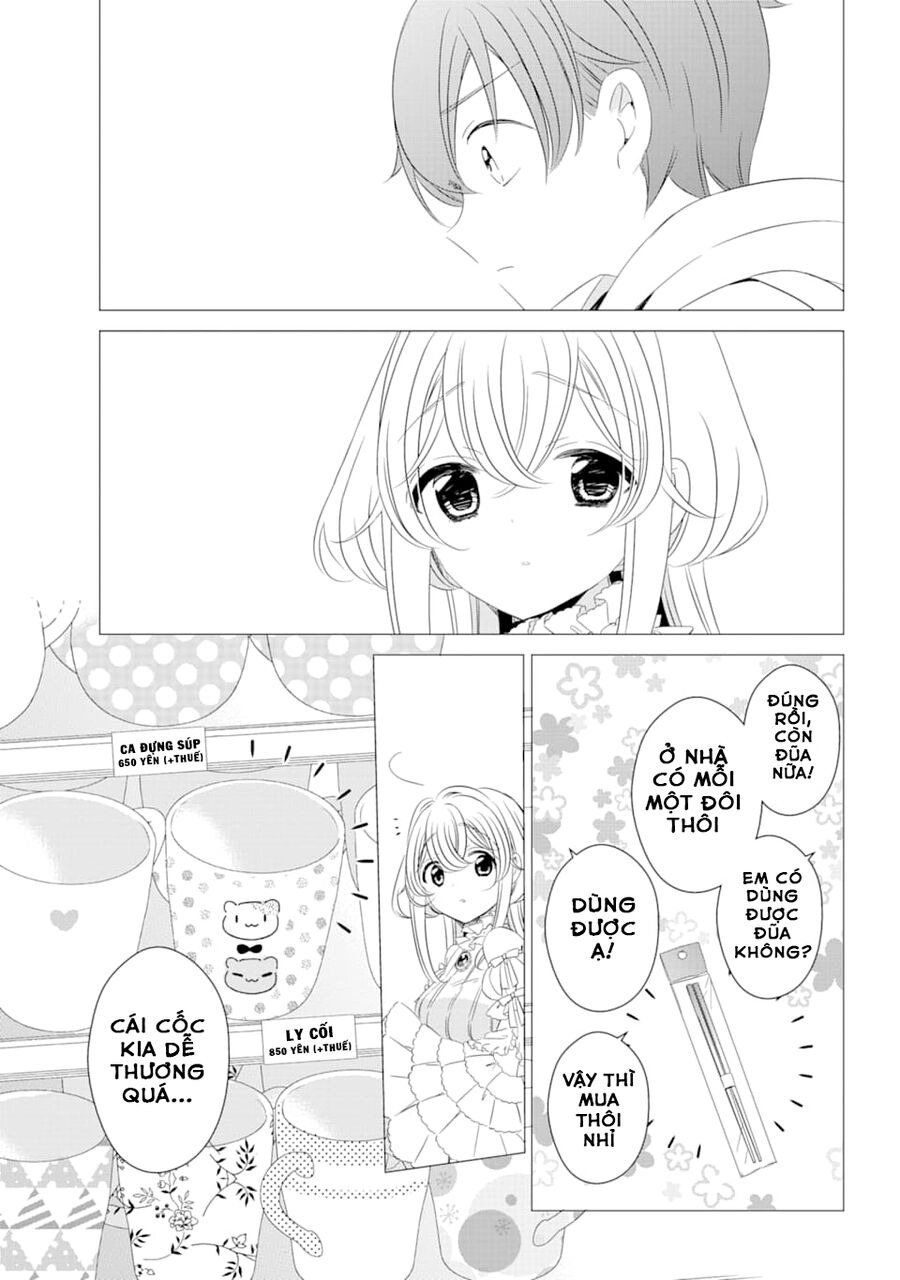 ĐÚNG
RỒI,
CÒN
ĐŨA
NỮA!
Ở NHÀ
CÓ MỖI
MỘT ĐÔI
THÔI
EM CÓ
DÙNG
ĐƯỢC
ĐŨA
KHÔNG?
DÙNG
ĐƯỢC
Ạ!
VẬY THÌ
MUA
THÔI
NHỈ
CA ĐỰNG SÚP
650 YÊN (+THUẾ)
LY CỐI
850 YÊN (+THUẾ)
CÁI CỐC
KIA DỄ
THƯƠNG
QUÁ...